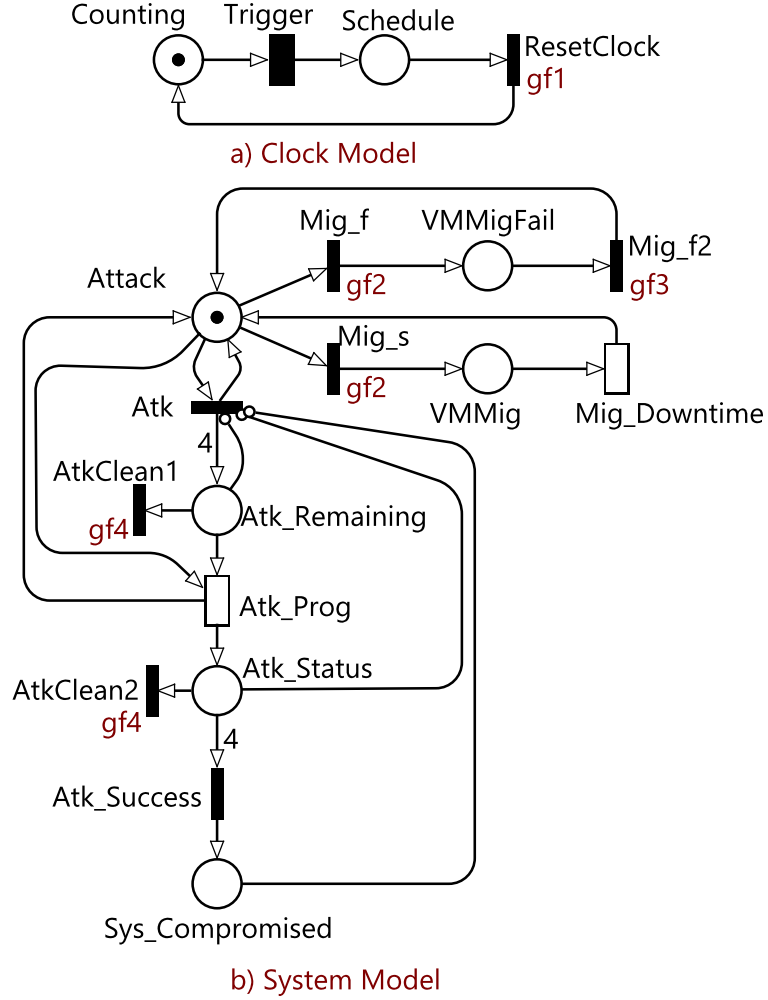 Counting
Trigger
Schedule
ResetClock
gf1
a) Clock Model
Mig_f
VMMigFail
Mig_f2
gf2
gf3
Attack
Mig_s
gf2
VMMig
Mig_Downtime
Atk
4
AtkClean1
gf4
Atk_Remaining
Atk_Prog
Atk_Status
AtkClean2
gf4
4
Atk_Success
Sys_Compromised
b) System Model